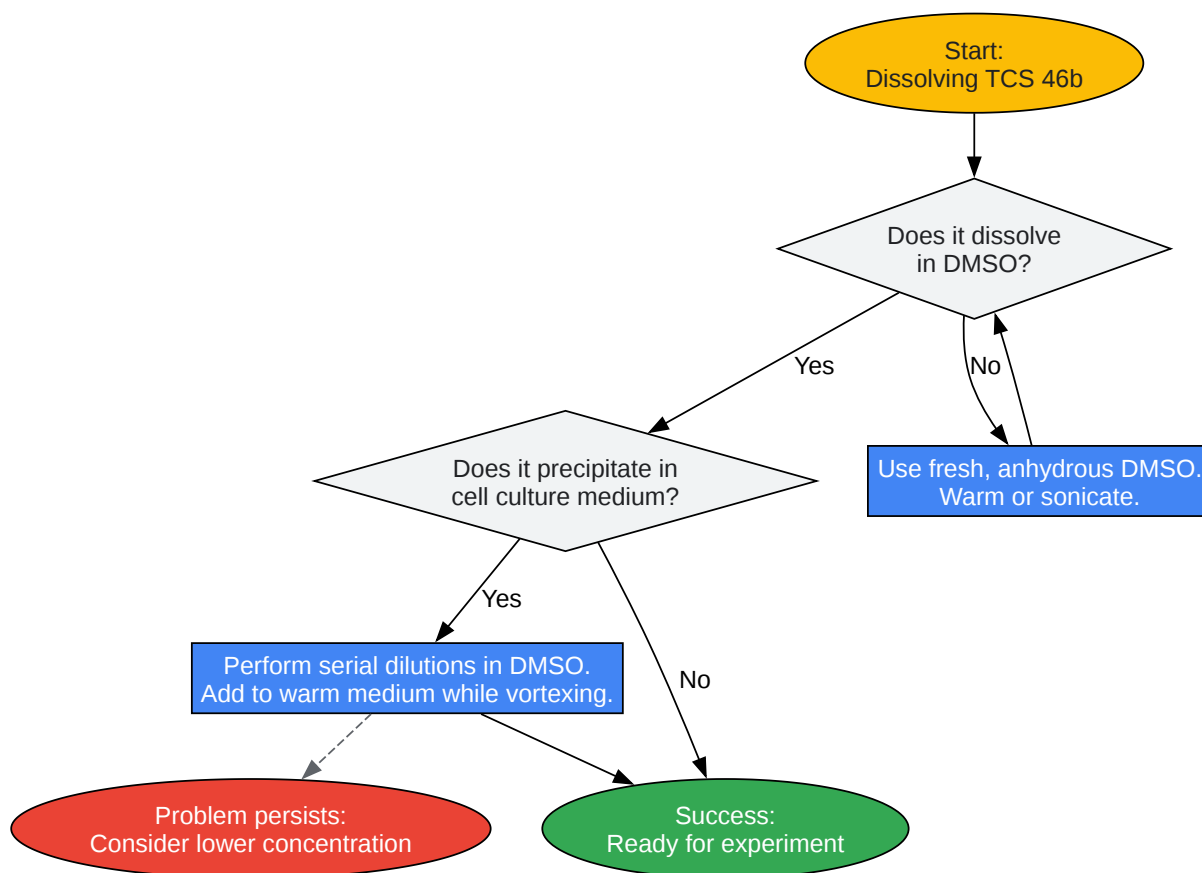 Start:
Dissolving TCS 46b
Does it dissolve
in DMSO?
Yes
No
Does it precipitate in
cell culture medium?
Use fresh, anhydrous DMSO.
Warm or sonicate.
Yes
Perform serial dilutions in DMSO.
Add to warm medium while vortexing.
No
Problem persists:
Consider lower concentration
Success:
Ready for experiment